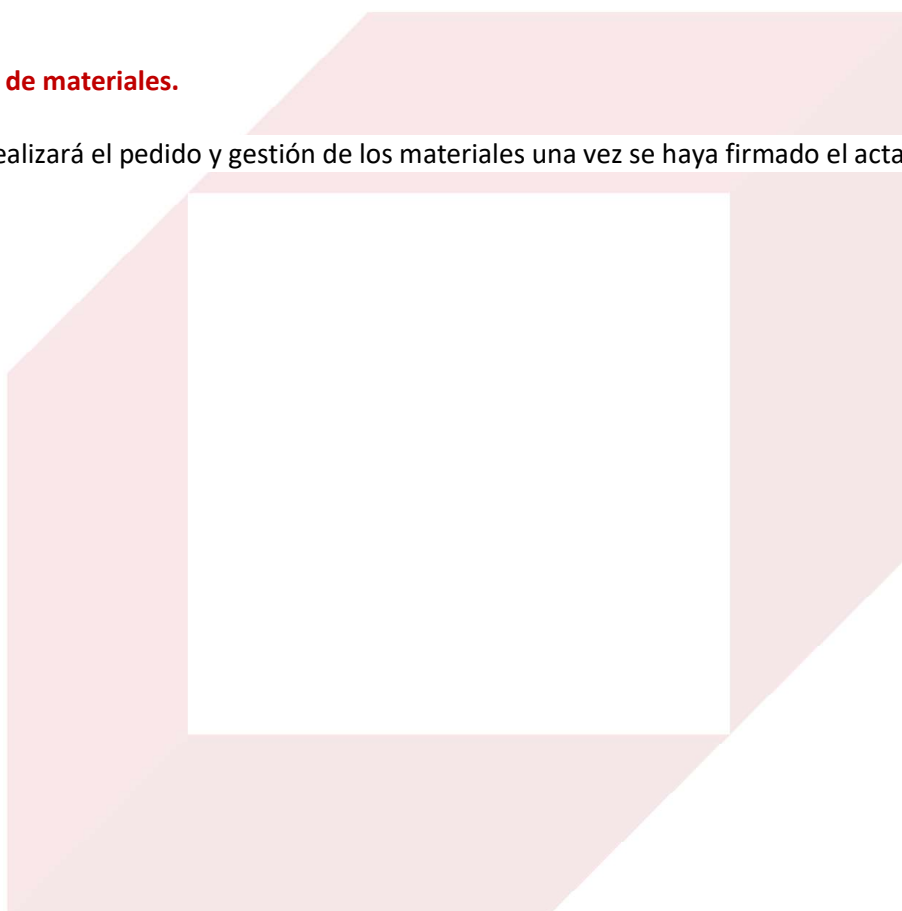 de materiales.
ealizará el pedido y gestión de los materiales una vez se haya firmado el acta